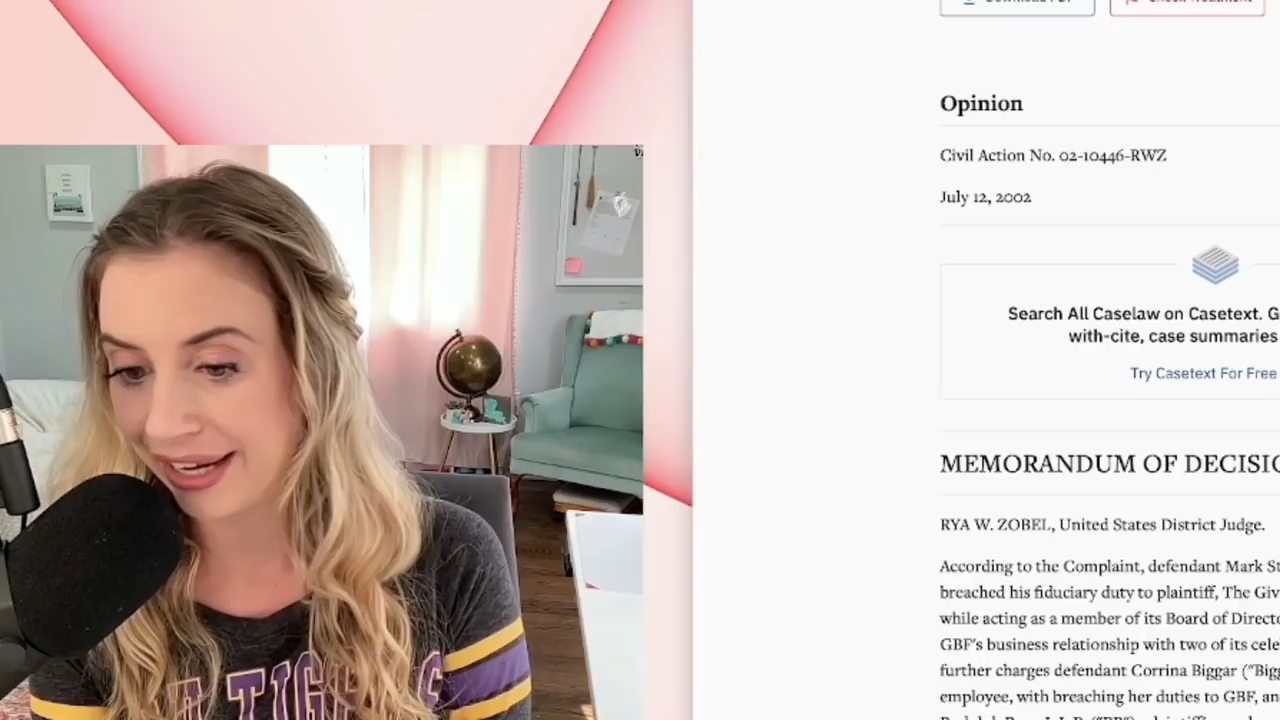 Opinion
Civil Action No. 02-10446-RWZ
July 12, 2002
Search All Caselaw on Casetext. G
with-cite, case summaries
Try Casetext For Free
MEMORANDUM OF DECISIO
RYA W. ZOBEL, United States District Judge.
According to the Complaint, defendant Mark St
breached his fiduciary duty to plaintiff, The Giv
while acting as a member of its Board of Directo
GBF's business relationship with two of its cele
further charges defendant Corrina Biggar ("Bigg
employee, with breaching her duties to GBF, an
TIG